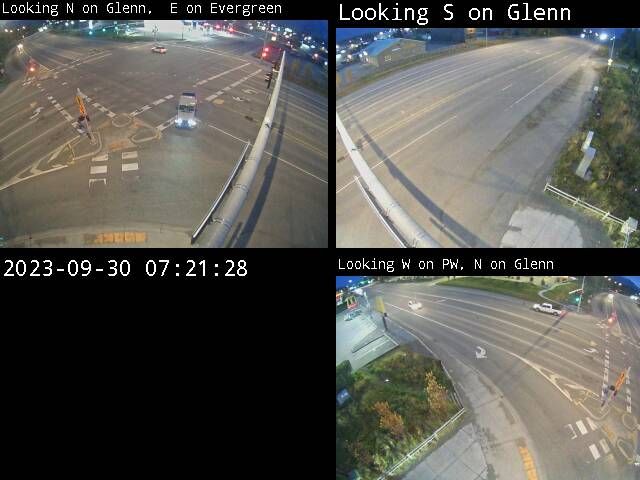 Looking N on Glenn, E on Evergreen
Looking S on Glenn
2023-09-30 07:21:28
Looking W on PW, N on Glenn